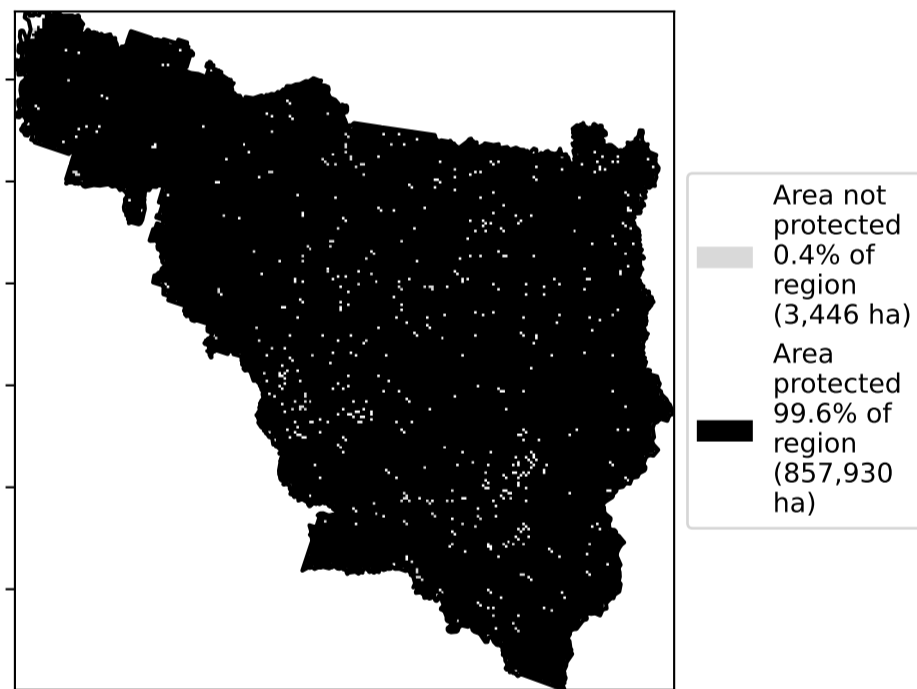 Area not
protected
0.4% of
region
(3,446 ha)
Area
protected
99.6% of
region
(857,930
ha)